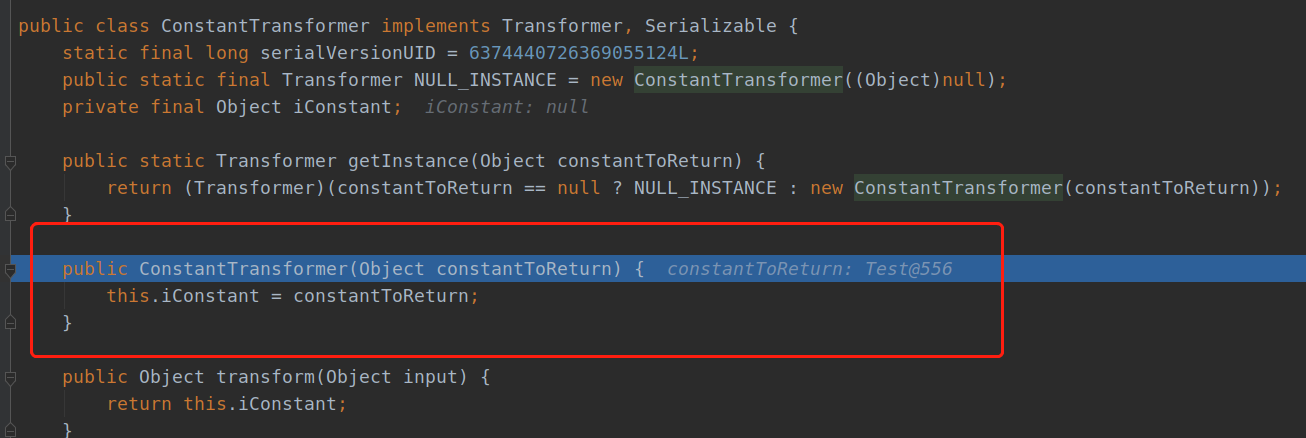 public class ConstantTransformer implements Transformer, Serializable {
static final long serialVersionUID = 6374440726369055124L;
public static final Transformer NULL_INSTANCE = new ConstantTransformer((Object)null);
private final Object iConstant;  iConstant: null
public static Transformer getInstance(Object constantToReturn) {
return (Transformer)(constantToReturn == null ? NULL_INSTANCE : new ConstantTransformer(constantToReturn));
}
public ConstantTransformer(Object constantToReturn) {  constantToReturn: Test@556
this.iConstant = constantToReturn;
}
public Object transform(Object input) {
return this.iConstant;
}